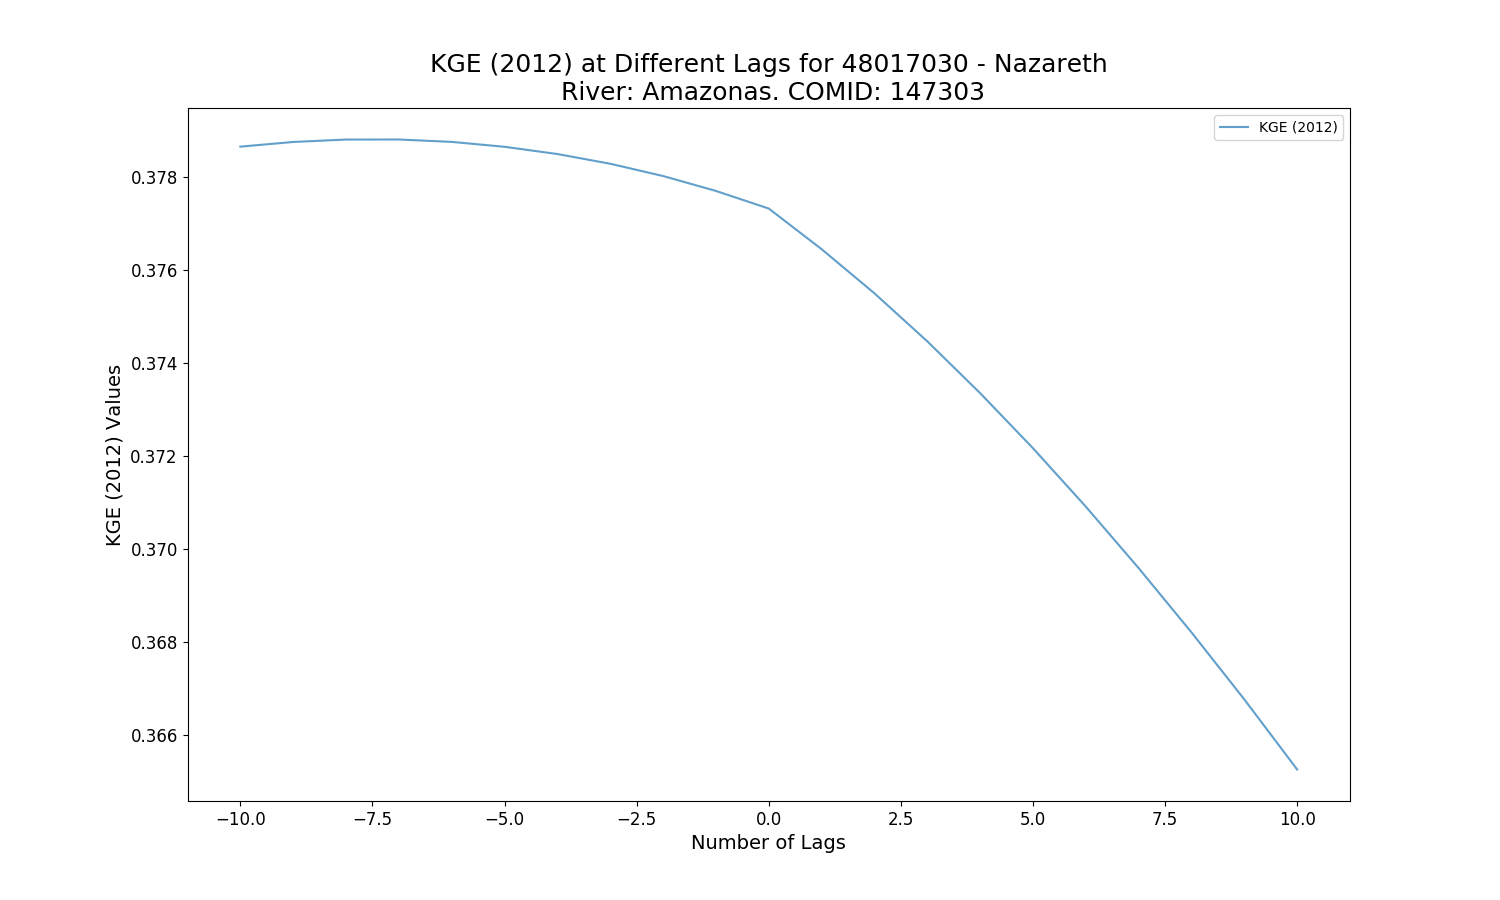 KGE (2012) at Different Lags for 48017030 - Nazareth
River: Amazonas. COMID: 147303
KGE (2012)
0.378
0.376
0.374
0.372
0.370
0.368
0.366
KGE (2012) Values
−10.0 −7.5 −5.0 −2.5 0.0 2.5 5.0 7.5 10.0
Number of Lags